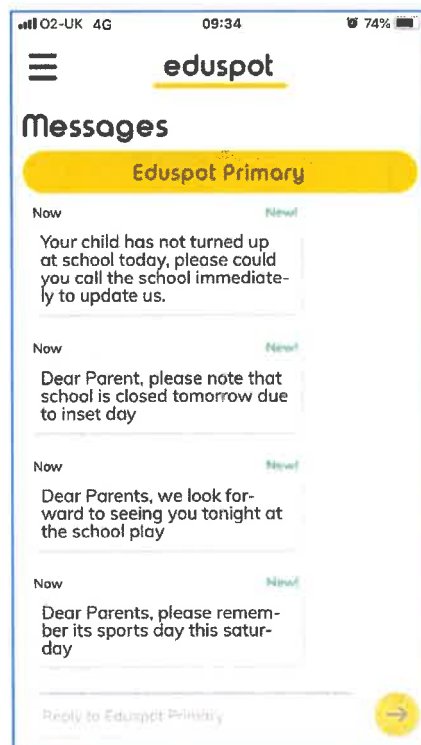 O2-UK 4G 09:34 74%
eduspot
Messages
Eduspot Primary
Now New!
Your child has not turned up
at school today, please could
you call the school immediate-
ly to update us.
Now New!
Dear Parent, please note that
school is closed tomorrow due
to inset day
Now New!
Dear Parents, we look for-
ward to seeing you tonight at
the school play
Now New!
Dear Parents, please remem-
ber its sports day this satur-
day
Reply to Eduspot Primary